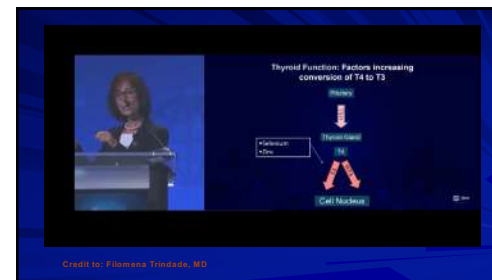 Thyroid Function: Factors increasing
conversion of T4 to T3
Pituitary
Thyroid Gland
T4
•Selenium
•Zinc
Cell Nucleus
Credit to: Filomena Trindade, MD